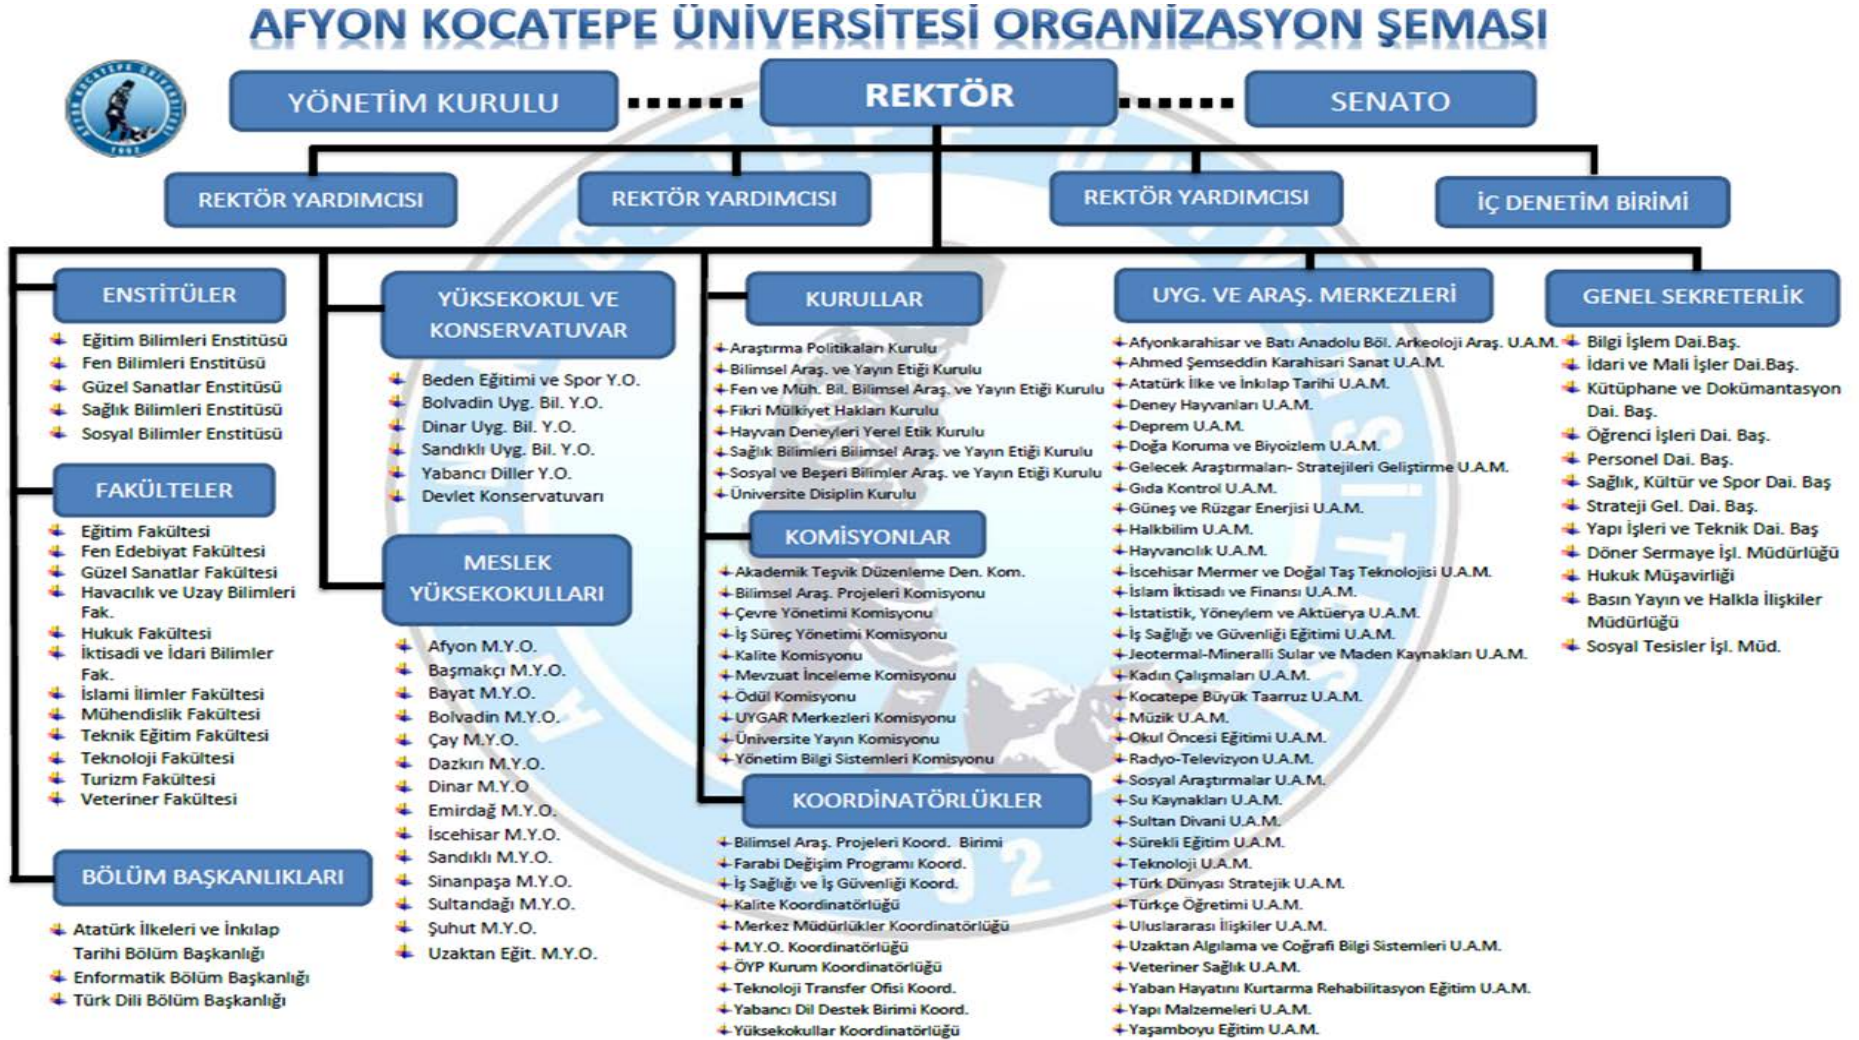 AFYON KOCATEPE ÜNİVERSİTESİ ORGANİZASYON ŞEMASI
AFYON KOCATEPE ÜNİVERSİTESİ
1992
YÖNETİM KURULU
REKTÖR
SENATO
REKTÖR YARDIMCISI
REKTÖR YARDIMCISI
REKTÖR YARDIMCISI
İÇ DENETİM BİRİMİ
ENSTİTÜLER
Eğitim Bilimleri Enstitüsü
Fen Bilimleri Enstitüsü
Güzel Sanatlar Enstitüsü
Sağlık Bilimleri Enstitüsü
Sosyal Bilimler Enstitüsü
FAKÜLTELER
Eğitim Fakültesi
Fen Edebiyat Fakültesi
Güzel Sanatlar Fakültesi
Havacılık ve Uzay Bilimleri
Fak.
Hukuk Fakültesi
İktisadi ve İdari Bilimler
Fak.
İslami İlimler Fakültesi
Mühendislik Fakültesi
Teknik Eğitim Fakültesi
Teknoloji Fakültesi
Turizm Fakültesi
Veteriner Fakültesi
BÖLÜM BAŞKANLIKLARI
Atatürk İlkeleri ve İnkılap
Tarihi Bölüm Başkanlığı
Enformatik Bölüm Başkanlığı
Türk Dili Bölüm Başkanlığı
YÜKSEKOKUL VE
KONSERVATUVAR
Beden Eğitimi ve Spor Y.O.
Bolvadin Uyg. Bil. Y.O.
Dinar Uyg. Bil. Y.O.
Sandıklı Uyg. Bil. Y.O.
Yabancı Diller Y.O.
Devlet Konservatuvarı
MESLEK
YÜKSEKOKULLARI
Afyon M.Y.O.
Başmakçı M.Y.O.
Bayat M.Y.O.
Bolvadin M.Y.O.
Çay M.Y.O.
Dazkırı M.Y.O.
Dinar M.Y.O
Emirdağ M.Y.O.
İscehisar M.Y.O.
Sandıklı M.Y.O.
Sinanpaşa M.Y.O.
Sultandağı M.Y.O.
Şuhut M.Y.O.
Uzaktan Eğit. M.Y.O.
KURULLAR
Araştırma Politikaları Kurulu
Bilimsel Araş. ve Yayın Etiği Kurulu
Fen ve Müh. Bil. Bilimsel Araş. ve Yayın Etiği Kurulu
Fikri Mülkiyet Hakları Kurulu
Hayvan Deneyleri Yerel Etik Kurulu
Sağlık Bilimleri Bilimsel Araş. ve Yayın Etiği Kurulu
Sosyal ve Beşeri Bilimler Araş. ve Yayın Etiği Kurulu
Üniversite Disiplin Kurulu
KOMİSYONLAR
Akademik Teşvik Düzenleme Den. Kom.
Bilimsel Araş. Projeleri Komisyonu
Çevre Yönetimi Komisyonu
İş Süreç Yönetimi Komisyonu
Kalite Komisyonu
Mevzuat İnceleme Komisyonu
Ödül Komisyonu
UYGAR Merkezleri Komisyonu
Üniversite Yayın Komisyonu
Yönetim Bilgi Sistemleri Komisyonu
KOORDİNATÖRLÜKLER
Bilimsel Araş. Projeleri Koord. Birimi
Farabi Değişim Programı Koord.
İş Sağlığı ve İş Güvenliği Koord.
Kalite Koordinatörlüğü
Merkez Müdürlükler Koordinatörlüğü
M.Y.O. Koordinatörlüğü
ÖYP Kurum Koordinatörlüğü
Teknoloji Transfer Ofisi Koord.
Yabancı Dil Destek Birimi Koord.
Yüksekokullar Koordinatörlüğü
UYG. VE ARAŞ. MERKEZLERİ
Afyonkarahisar ve Batı Anadolu Böl. Arkeoloji Araş. U.A.M.
Ahmed Şemseddin Karahisari Sanat U.A.M.
Atatürk İlke ve İnkılap Tarihi U.A.M.
Deney Hayvanları U.A.M.
Deprem U.A.M.
Doğa Koruma ve Biyoizlem U.A.M.
Gelecek Araştırmaları- Stratejileri Geliştirme U.A.M.
Gıda Kontrol U.A.M.
Güneş ve Rüzgar Enerjisi U.A.M.
Halkbilim U.A.M.
Hayvancılık U.A.M.
İscehisar Mermer ve Doğal Taş Teknolojisi U.A.M.
İslam İktisadı ve Finansı U.A.M.
İstatistik, Yöneylem ve Aktüerya U.A.M.
İş Sağlığı ve Güvenliği Eğitimi U.A.M.
Jeotermal-Mineralli Sular ve Maden Kaynakları U.A.M.
Kadın Çalışmaları U.A.M.
Kocatepe Büyük Taarruz U.A.M.
Müzik U.A.M.
Okul Öncesi Eğitimi U.A.M.
Radyo-Televizyon U.A.M.
Sosyal Araştırmalar U.A.M.
Su Kaynakları U.A.M.
Sultan Divani U.A.M.
Sürekli Eğitim U.A.M.
Teknoloji U.A.M.
Türk Dünyası Stratejik U.A.M.
Türkçe Öğretimi U.A.M.
Uluslararası İlişkiler U.A.M.
Uzaktan Algılama ve Coğrafi Bilgi Sistemleri U.A.M.
Veteriner Sağlık U.A.M.
Yaban Hayatını Kurtarma Rehabilitasyon Eğitim U.A.M.
Yapı Malzemeleri U.A.M.
Yaşamboyu Eğitim U.A.M.
GENEL SEKRETERLİK
Bilgi İşlem Dai.Baş.
İdari ve Mali İşler Dai.Baş.
Kütüphane ve Dokümantasyon
Dai. Baş.
Öğrenci İşleri Dai. Baş.
Personel Dai. Baş.
Sağlık, Kültür ve Spor Dai. Baş
Strateji Gel. Dai. Baş.
Yapı İşleri ve Teknik Dai. Baş
Döner Sermaye İşl. Müdürlüğü
Hukuk Müşavirliği
Basın Yayın ve Halkla İlişkiler
Müdürlüğü
Sosyal Tesisler İşl. Müd.